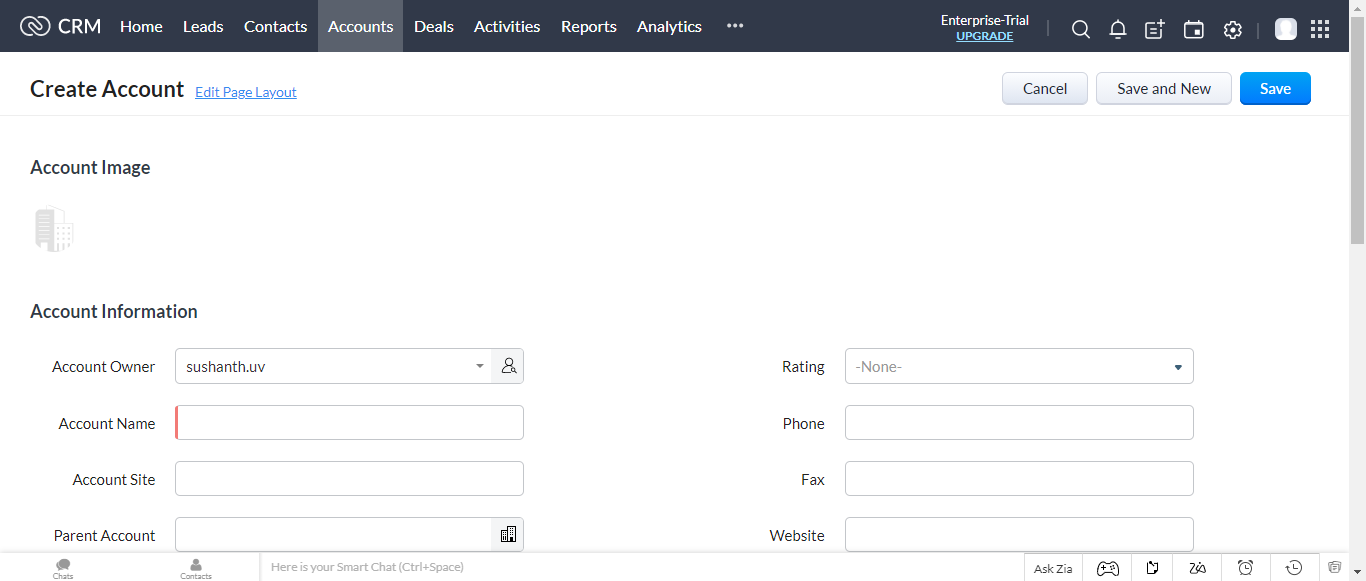 CRM Home Leads Contacts Accounts Deals Activities Reports Analytics ••• Enterprise-Trial
UPGRADE
Create Account Edit Page Layout Cancel Save and New Save
Account Image
Account Information
Account Owner sushanth.uv Rating -None-
Account Name Phone
Account Site Fax
Parent Account Website
Chats Contacts Here is your Smart Chat (Ctrl+Space) Ask Zia